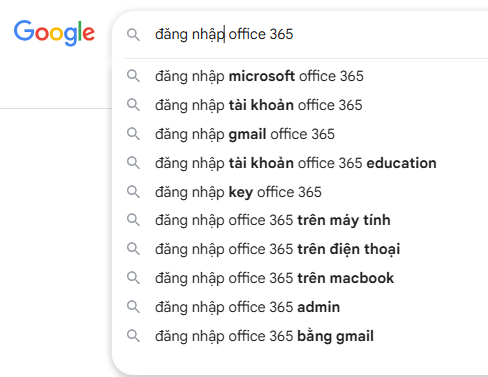 Google
đăng nhập office 365
đăng nhập microsoft office 365
đăng nhập tài khoản office 365
đăng nhập gmail office 365
đăng nhập tài khoản office 365 education
đăng nhập key office 365
đăng nhập office 365 trên máy tính
đăng nhập office 365 trên điện thoại
đăng nhập office 365 trên macbook
đăng nhập office 365 admin
đăng nhập office 365 bằng gmail